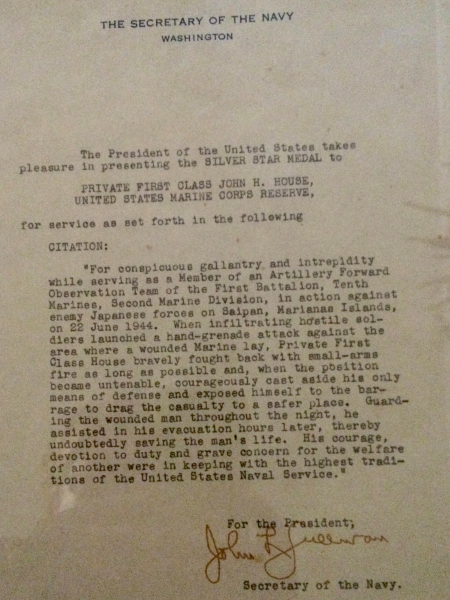 THE SECRETARY OF THE NAVY
WASHINGTON
The President of the United States takes
pleasure in presenting the SILVER STAR MEDAL to
PRIVATE FIRST CLASS JOHN H. HOUSE,
UNITED STATES MARINE CORPS RESERVE,
for service as set forth in the following
CITATION:
"For conspicuous gallantry and intrepidity
while serving as a Member of an Artillery Forward
Observation Team of the First Battalion, Tenth
Marines, Second Marine Division, in action against
enemy Japanese forces on Saipan, Marianas Islands,
on 22 June 1944. When infiltrating hostile sol-
diers launched a hand-grenade attack against the
area where a wounded Marine lay, Private First
Class House bravely fought back with small-arms
fire as long as possible and, when the position
became untenable, courageously cast aside his only
means of defense and exposed himself to the bar-
rage to drag the casualty to a safer place. Guard-
ing the wounded man throughout the night, he
assisted in his evacuation hours later, thereby
undoubtedly saving the man's life. His courage,
devotion to duty and grave concern for the welfare
of another were in keeping with the highest tradi-
tions of the United States Naval Service."
For the President,
John L Sullivan
Secretary of the Navy.